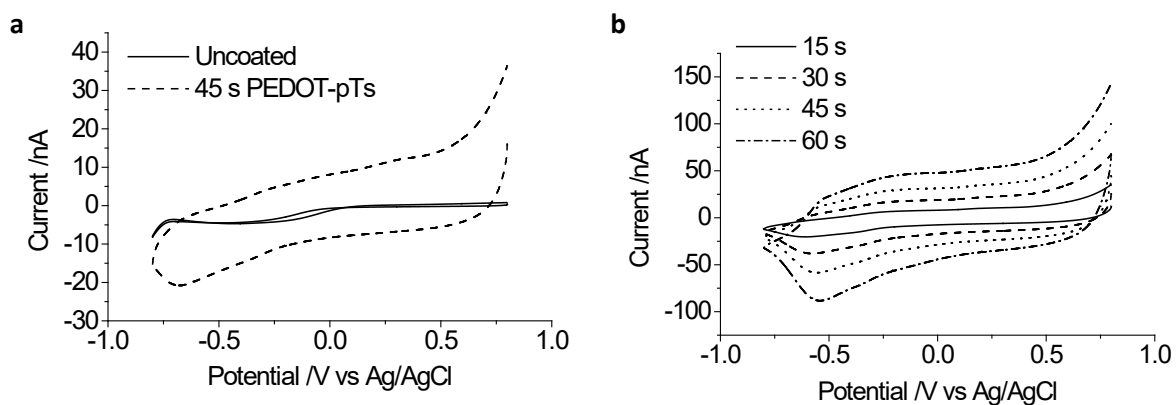 a
Uncoated
45 s PEDOT-pTs
Current /nA
40
30
20
10
0
-10
-20
-30
-1.0 -0.5 0.0 0.5 1.0
Potential /V vs Ag/AgCl
b
15 s
30 s
45 s
60 s
Current /nA
150
100
50
0
-50
-100
-1.0 -0.5 0.0 0.5 1.0
Potential /V vs Ag/AgCl